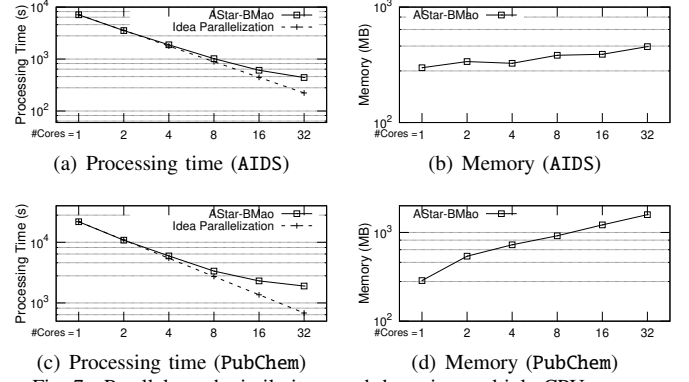 Processing Time (s)
10^4
10^2
AStar-BMao
Idea Parallelization
#Cores = 1 2 4 8 16 32
(a) Processing time (AIDS)
Memory (MB)
10^3
10^2
AStar-BMao
#Cores = 1 2 4 8 16 32
(b) Memory (AIDS)
Processing Time (s)
10^4
10^3
AStar-BMao
Idea Parallelization
#Cores = 1 2 4 8 16 32
(c) Processing time (PubChem)
Memory (MB)
10^3
10^2
AStar-BMao
#Cores = 1 2 4 8 16 32
(d) Memory (PubChem)